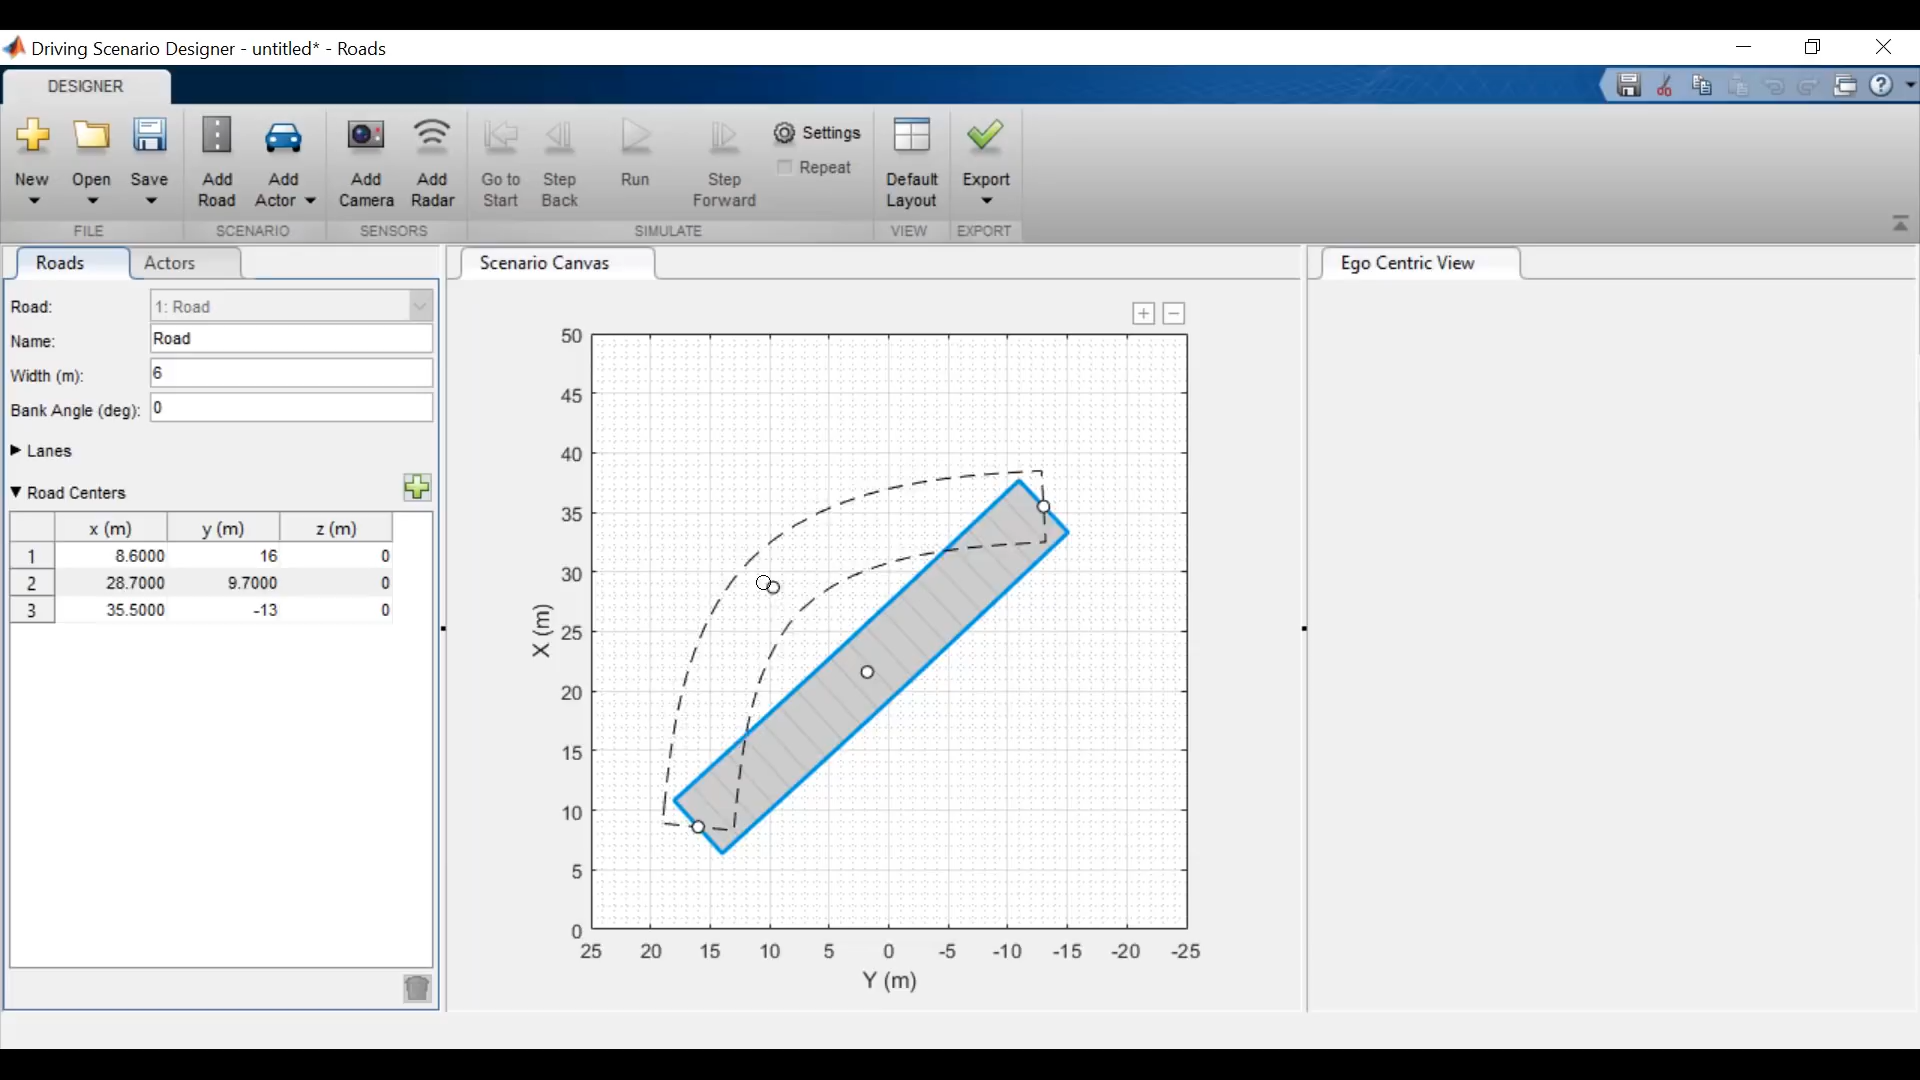 Driving Scenario Designer - untitled* - Roads
DESIGNER
New Open Save Add Road Add Actor Add Camera Add Radar Go to Start Step Back Run Step Forward Settings Repeat Default Layout Export
FILE SCENARIO SENSORS SIMULATE VIEW EXPORT
Roads Actors Scenario Canvas Ego Centric View
Road: 1: Road
Name: Road
Width (m): 6
Bank Angle (deg): 0
Lanes
Road Centers
x (m) y (m) z (m)
1 8.6000 16 0
2 28.7000 9.7000 0
3 35.5000 -13 0
50
45
40
35
30
25
20
15
10
5
0
X (m)
25 20 15 10 5 0 -5 -10 -15 -20 -25
Y (m)